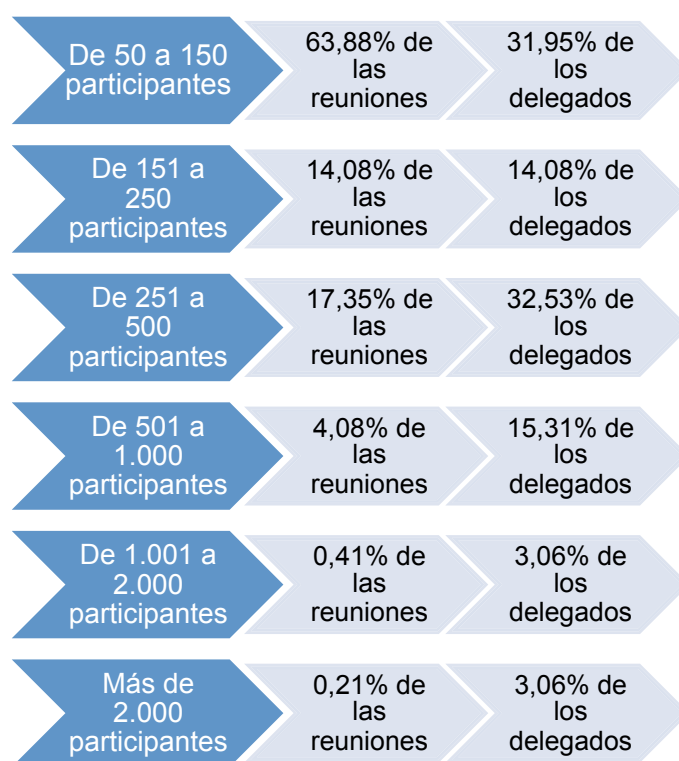 De 50 a 150
participantes
63,88% de
las
reuniones
31,95% de
los
delegados
De 151 a
250
participantes
14,08% de
las
reuniones
14,08% de
los
delegados
De 251 a
500
participantes
17,35% de
las
reuniones
32,53% de
los
delegados
De 501 a
1.000
participantes
4,08% de
las
reuniones
15,31% de
los
delegados
De 1.001 a
2.000
participantes
0,41% de
las
reuniones
3,06% de
los
delegados
Más de
2.000
participantes
0,21% de
las
reuniones
3,06% de
los
delegados